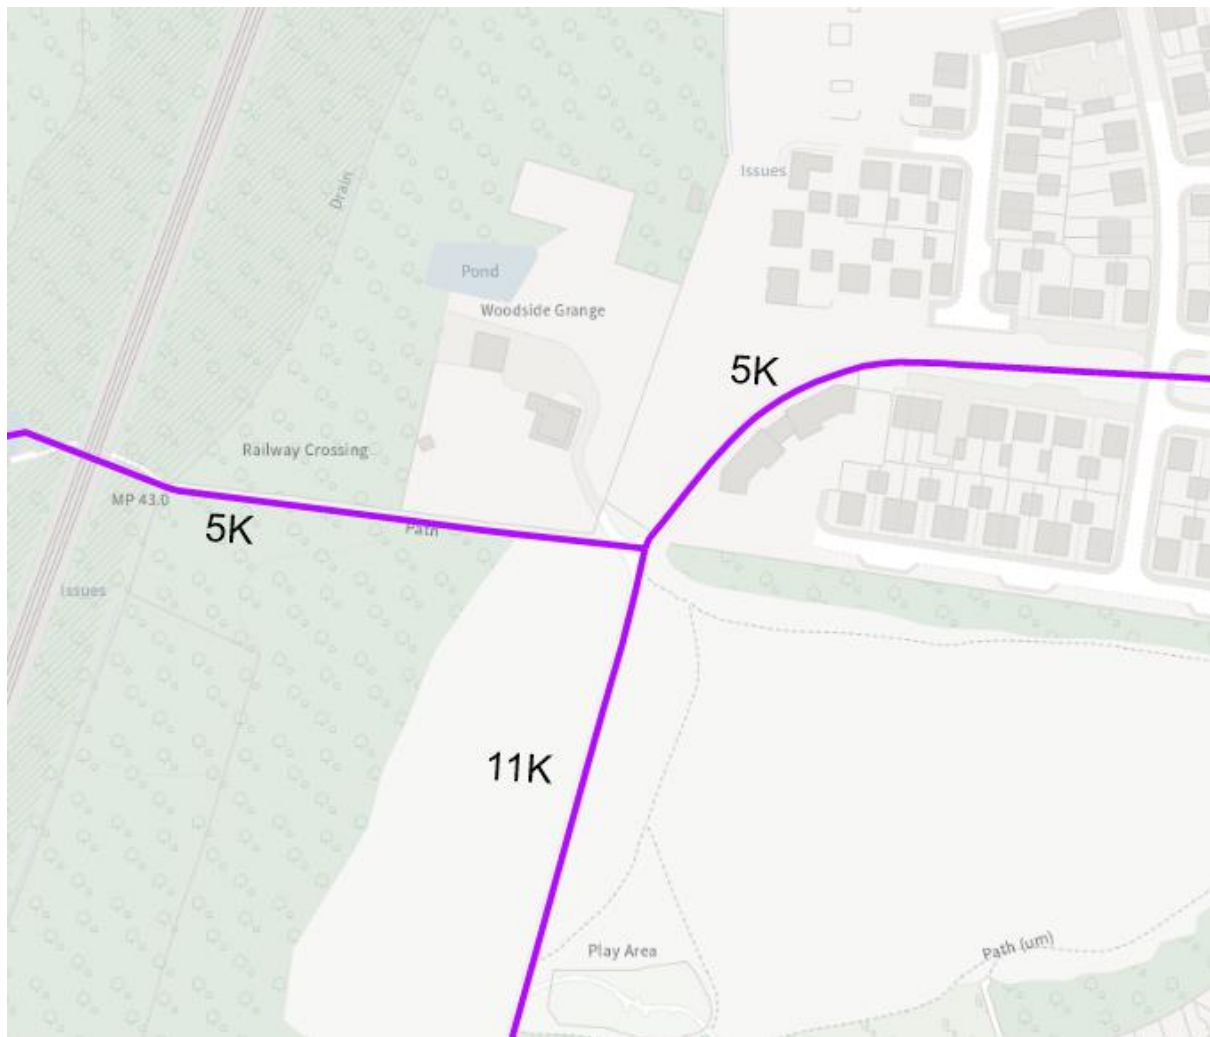 Drain
Issues
Pond
Woodside Grange
5K
Railway Crossing
MP 43.0
5K
Path
Issues
11K
Play Area
Path (um)